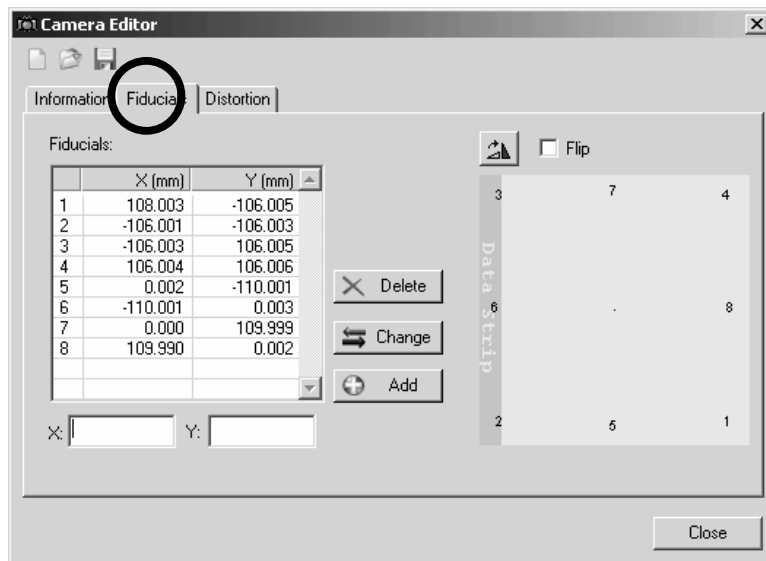 Camera Editor
Information Fiducials Distortion
Fiducials:
Flip
X (mm) Y (mm)
1 108.003 -106.005
2 -106.001 -106.003
3 -106.003 106.005
4 106.004 106.006
5 0.002 -110.001
6 -110.001 0.003
7 0.000 109.999
8 109.990 0.002
X: Y:
Delete
Change
Add
3 7 4
Data Strip
6 8
2 5 1
Close